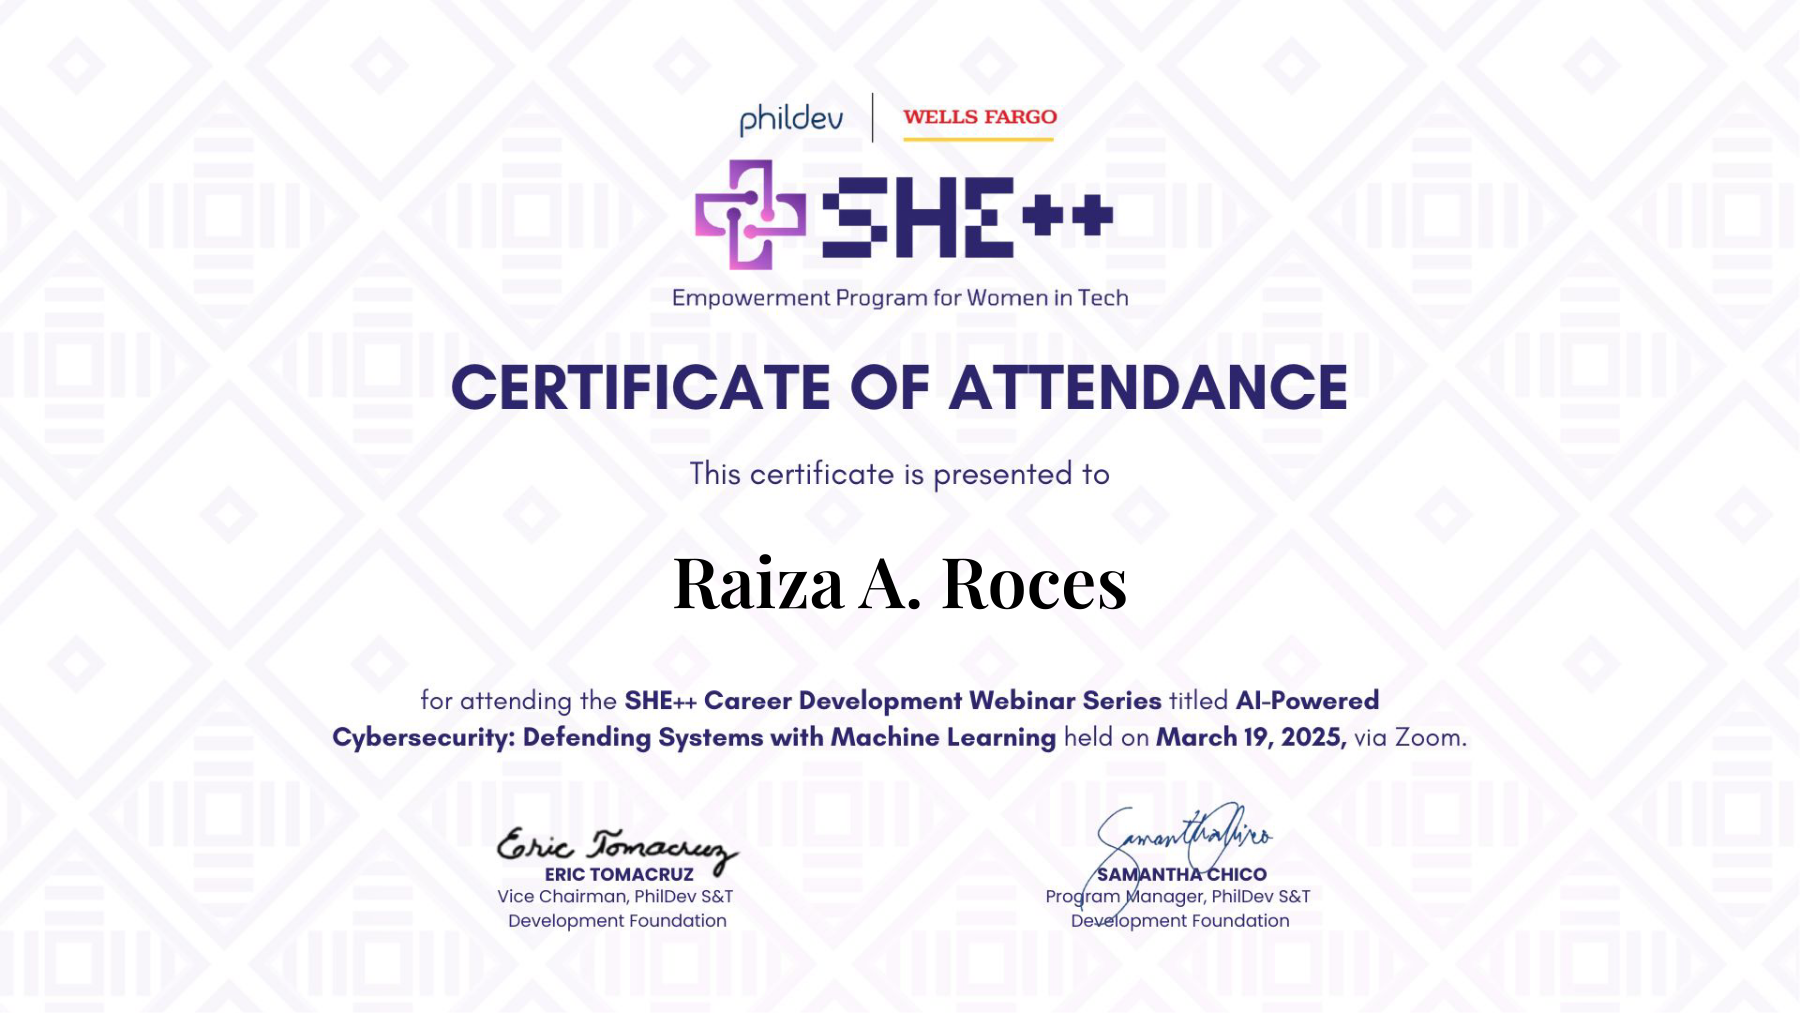 phildev | WELLS FARGO
SHE++
Empowerment Program for Women in Tech
CERTIFICATE OF ATTENDANCE
This certificate is presented to
Raiza A. Roces
for attending the SHE++ Career Development Webinar Series titled AI-Powered
Cybersecurity: Defending Systems with Machine Learning held on March 19, 2025, via Zoom.
Eric Tomacruz
ERIC TOMACRUZ
Vice Chairman, PhilDev S&T
Development Foundation
Samantha Chico
SAMANTHA CHICO
Program Manager, PhilDev S&T
Development Foundation